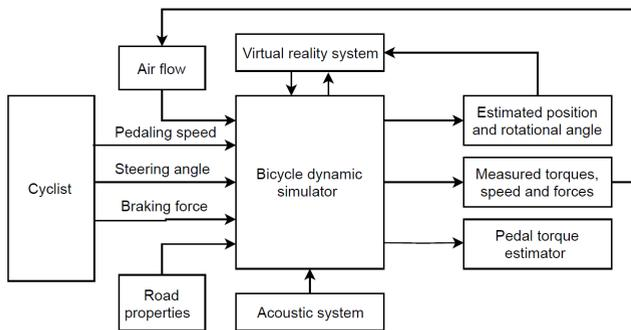 Virtual reality system
Air flow
Pedaling speed
Steering angle
Braking force
Cyclist
Bicycle dynamic
simulator
Estimated position
and rotational angle
Measured torques,
speed and forces
Pedal torque
estimator
Road
properties
Acoustic system